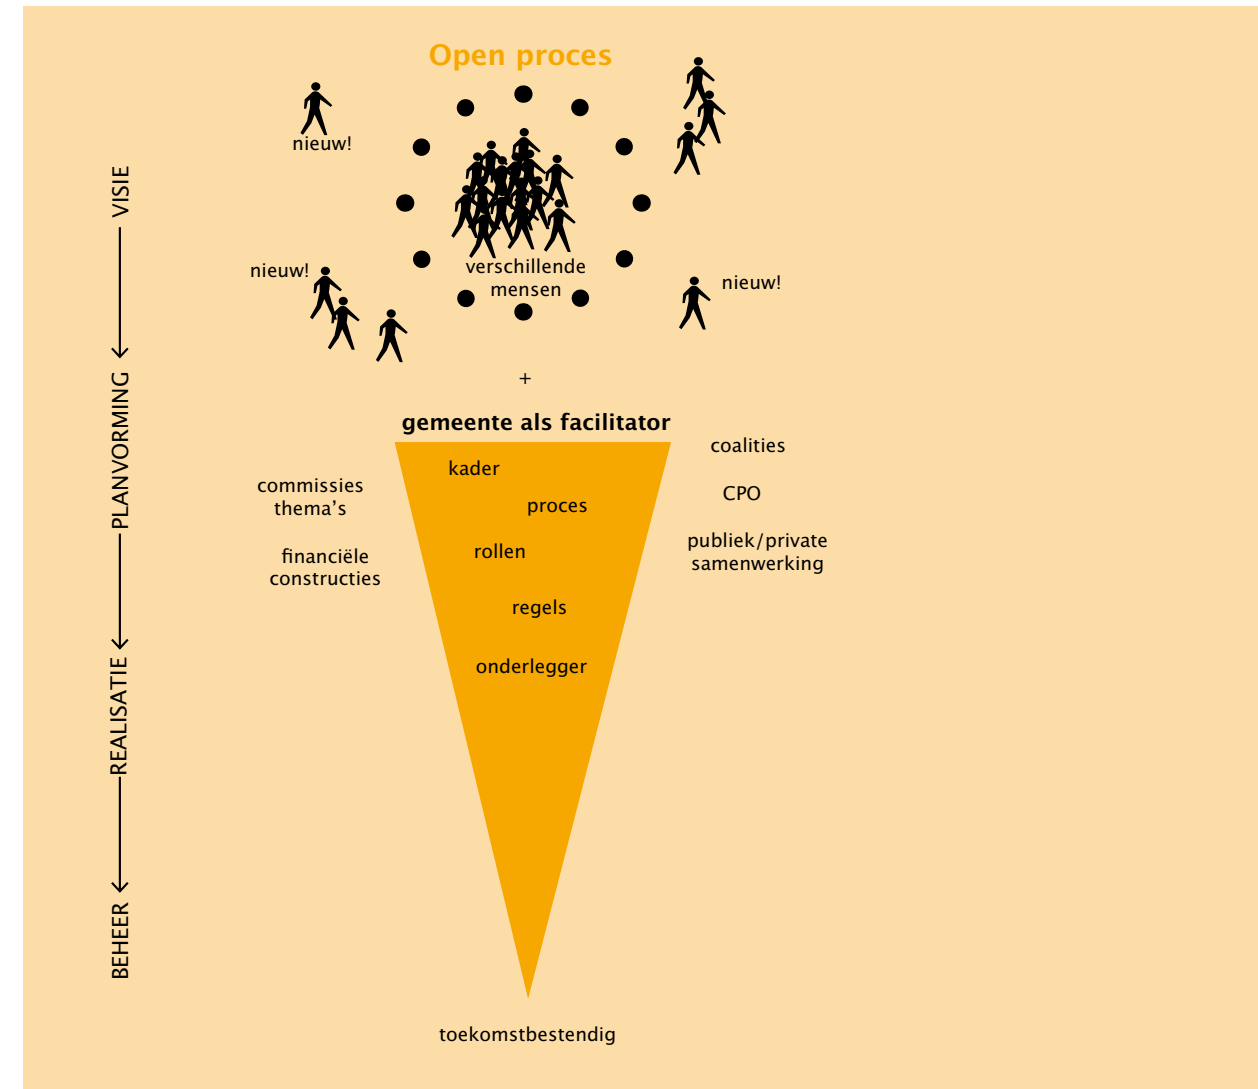 Open proces
nieuw!
VISIE
verschillende
mensen
nieuw!
nieuw!
+
gemeente als facilitator
PLANVORMING
kader
proces
rollen
regels
onderlegger
commissies
thema's
financiële
constructies
coalities
CPO
publiek/private
samenwerking
REALISATIE
BEHEER
toekomstbestendig